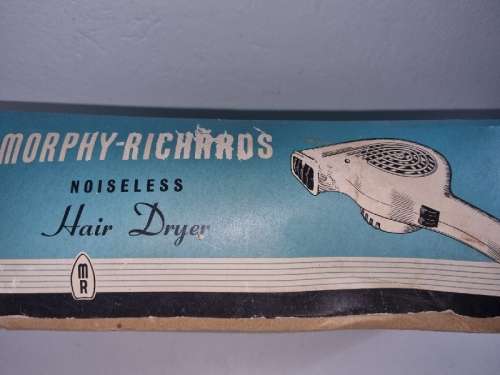 MORPHY-RICHARDS
NOISELESS
Hair Dryer
MR